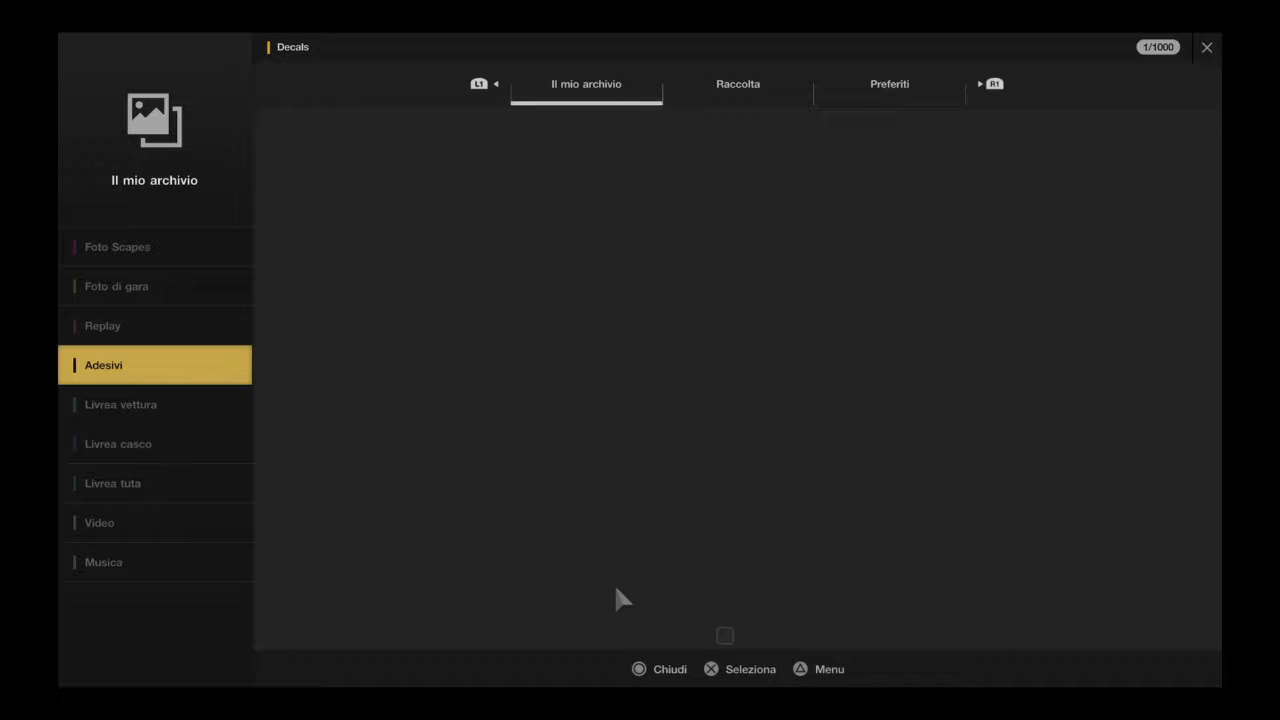 Decals
1/1000
L1
Il mio archivio
Raccolta
Preferiti
R1
Il mio archivio
Foto Scapes
Foto di gara
Replay
Adesivi
Livrea vettura
Livrea casco
Livrea tuta
Video
Musica
Chiudi
Seleziona
Menu